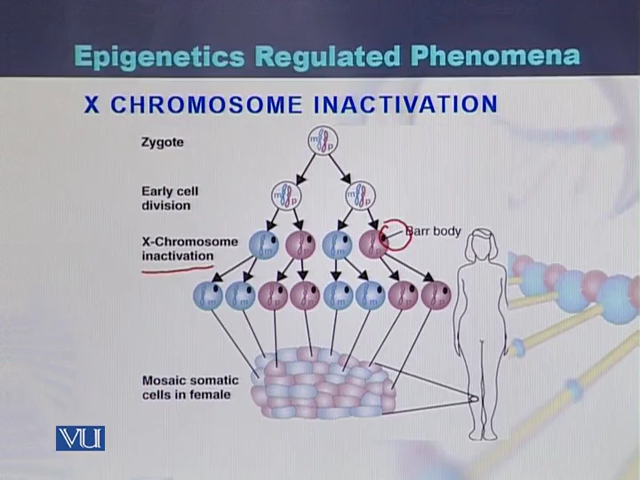 Epigenetics Regulated Phenomena
X CHROMOSOME INACTIVATION
Zygote
m p
Early cell
division
m p
m p
X-Chromosome
inactivation
m
p
m
Barr body
m
m
p
p
m
m
p
p
Mosaic somatic
cells in female
VU